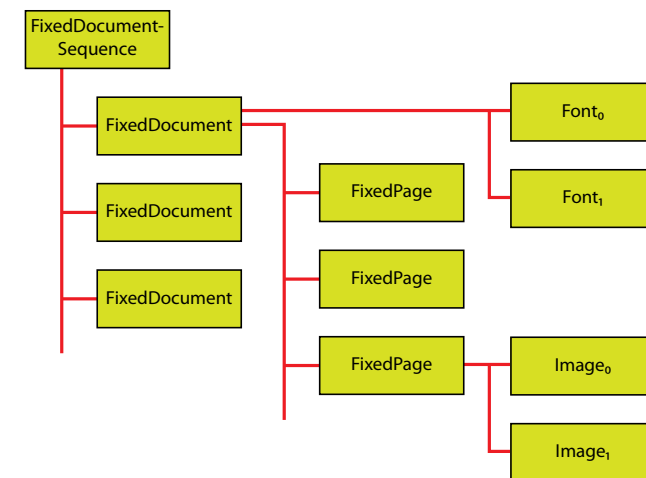 FixedDocument-
Sequence
FixedDocument
Font₀
FixedPage
Font₁
FixedDocument
FixedPage
FixedDocument
FixedPage
Image₀
Image₁